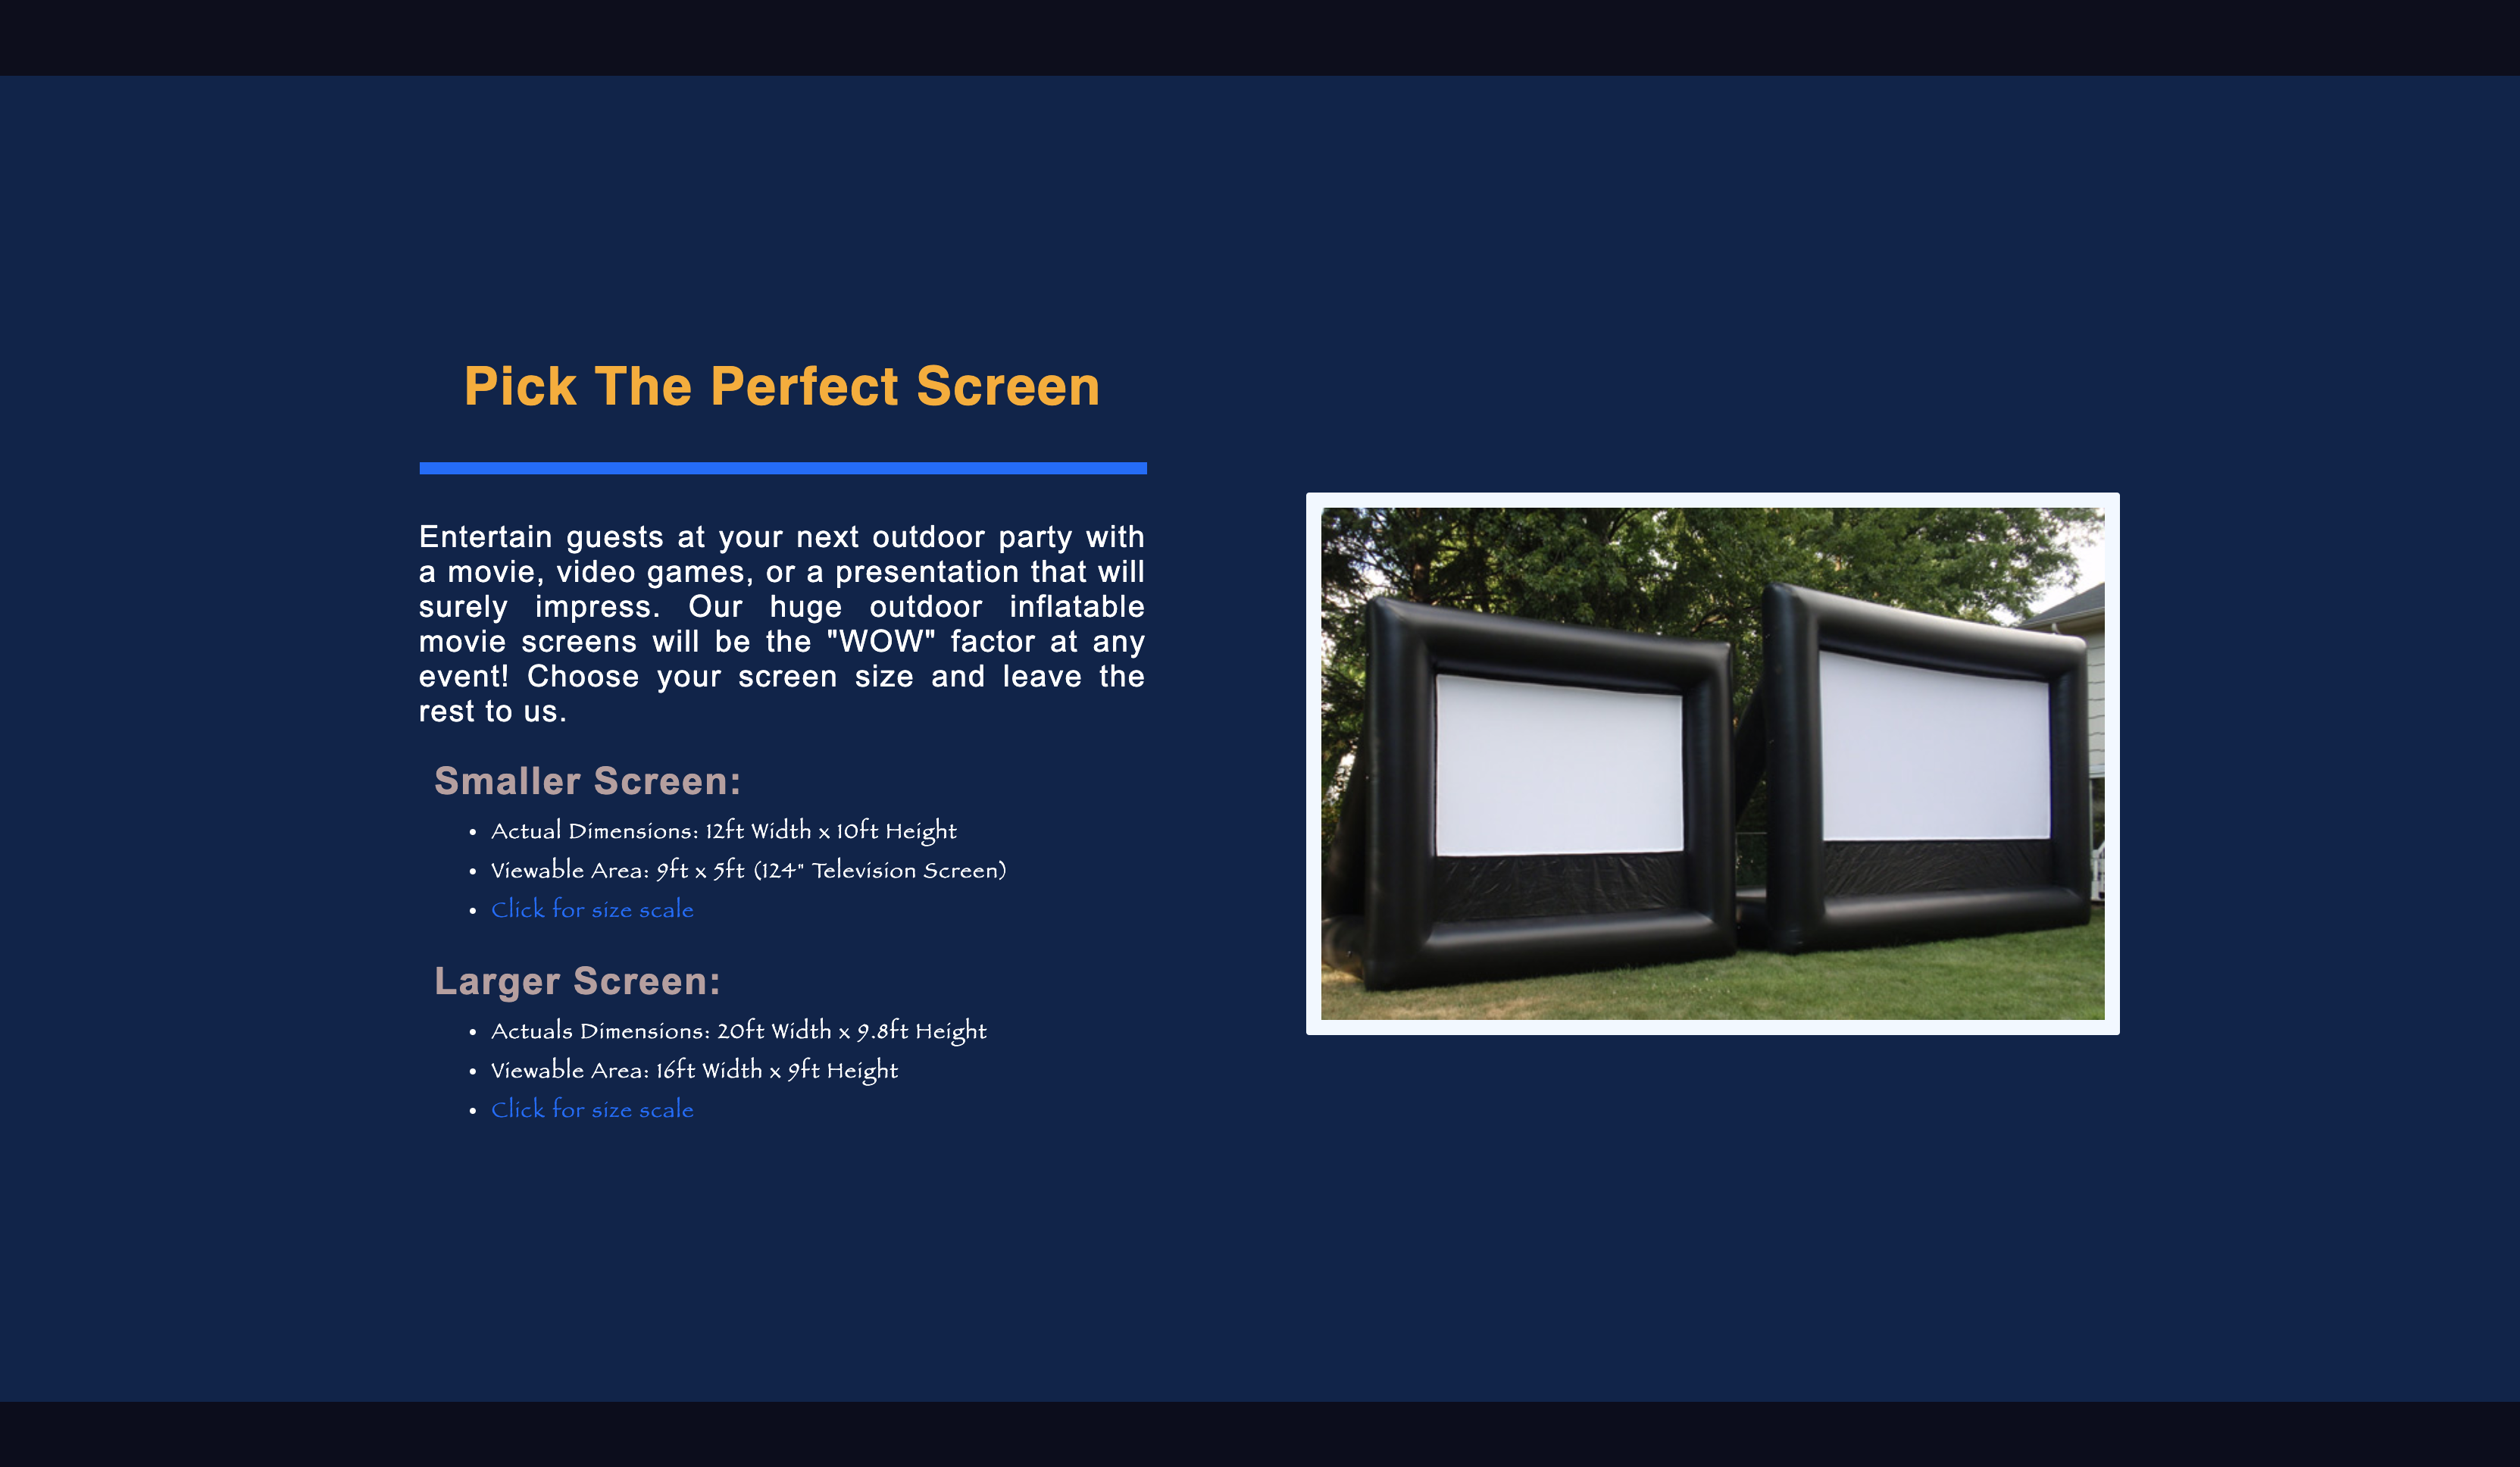 Pick The Perfect Screen
Entertain guests at your next outdoor party with
a movie, video games, or a presentation that will
surely impress. Our huge outdoor inflatable
movie screens will be the "WOW" factor at any
event! Choose your screen size and leave the
rest to us.
Smaller Screen:
• Actual Dimensions: 12ft Width x 10ft Height
• Viewable Area: 9ft x 5ft (124" Television Screen)
• Click for size scale
Larger Screen:
• Actuals Dimensions: 20ft Width x 9.8ft Height
• Viewable Area: 16ft Width x 9ft Height
• Click for size scale